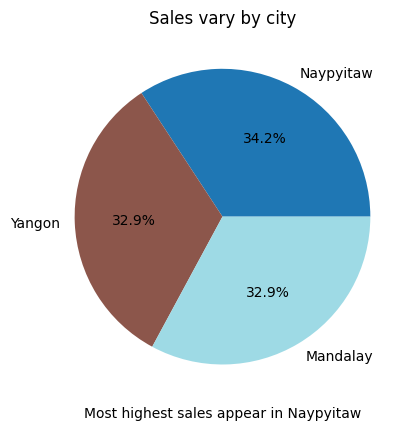 Sales vary by city
Naypyitaw
34.2%
Yangon
32.9%
32.9%
Mandalay
Most highest sales appear in Naypyitaw